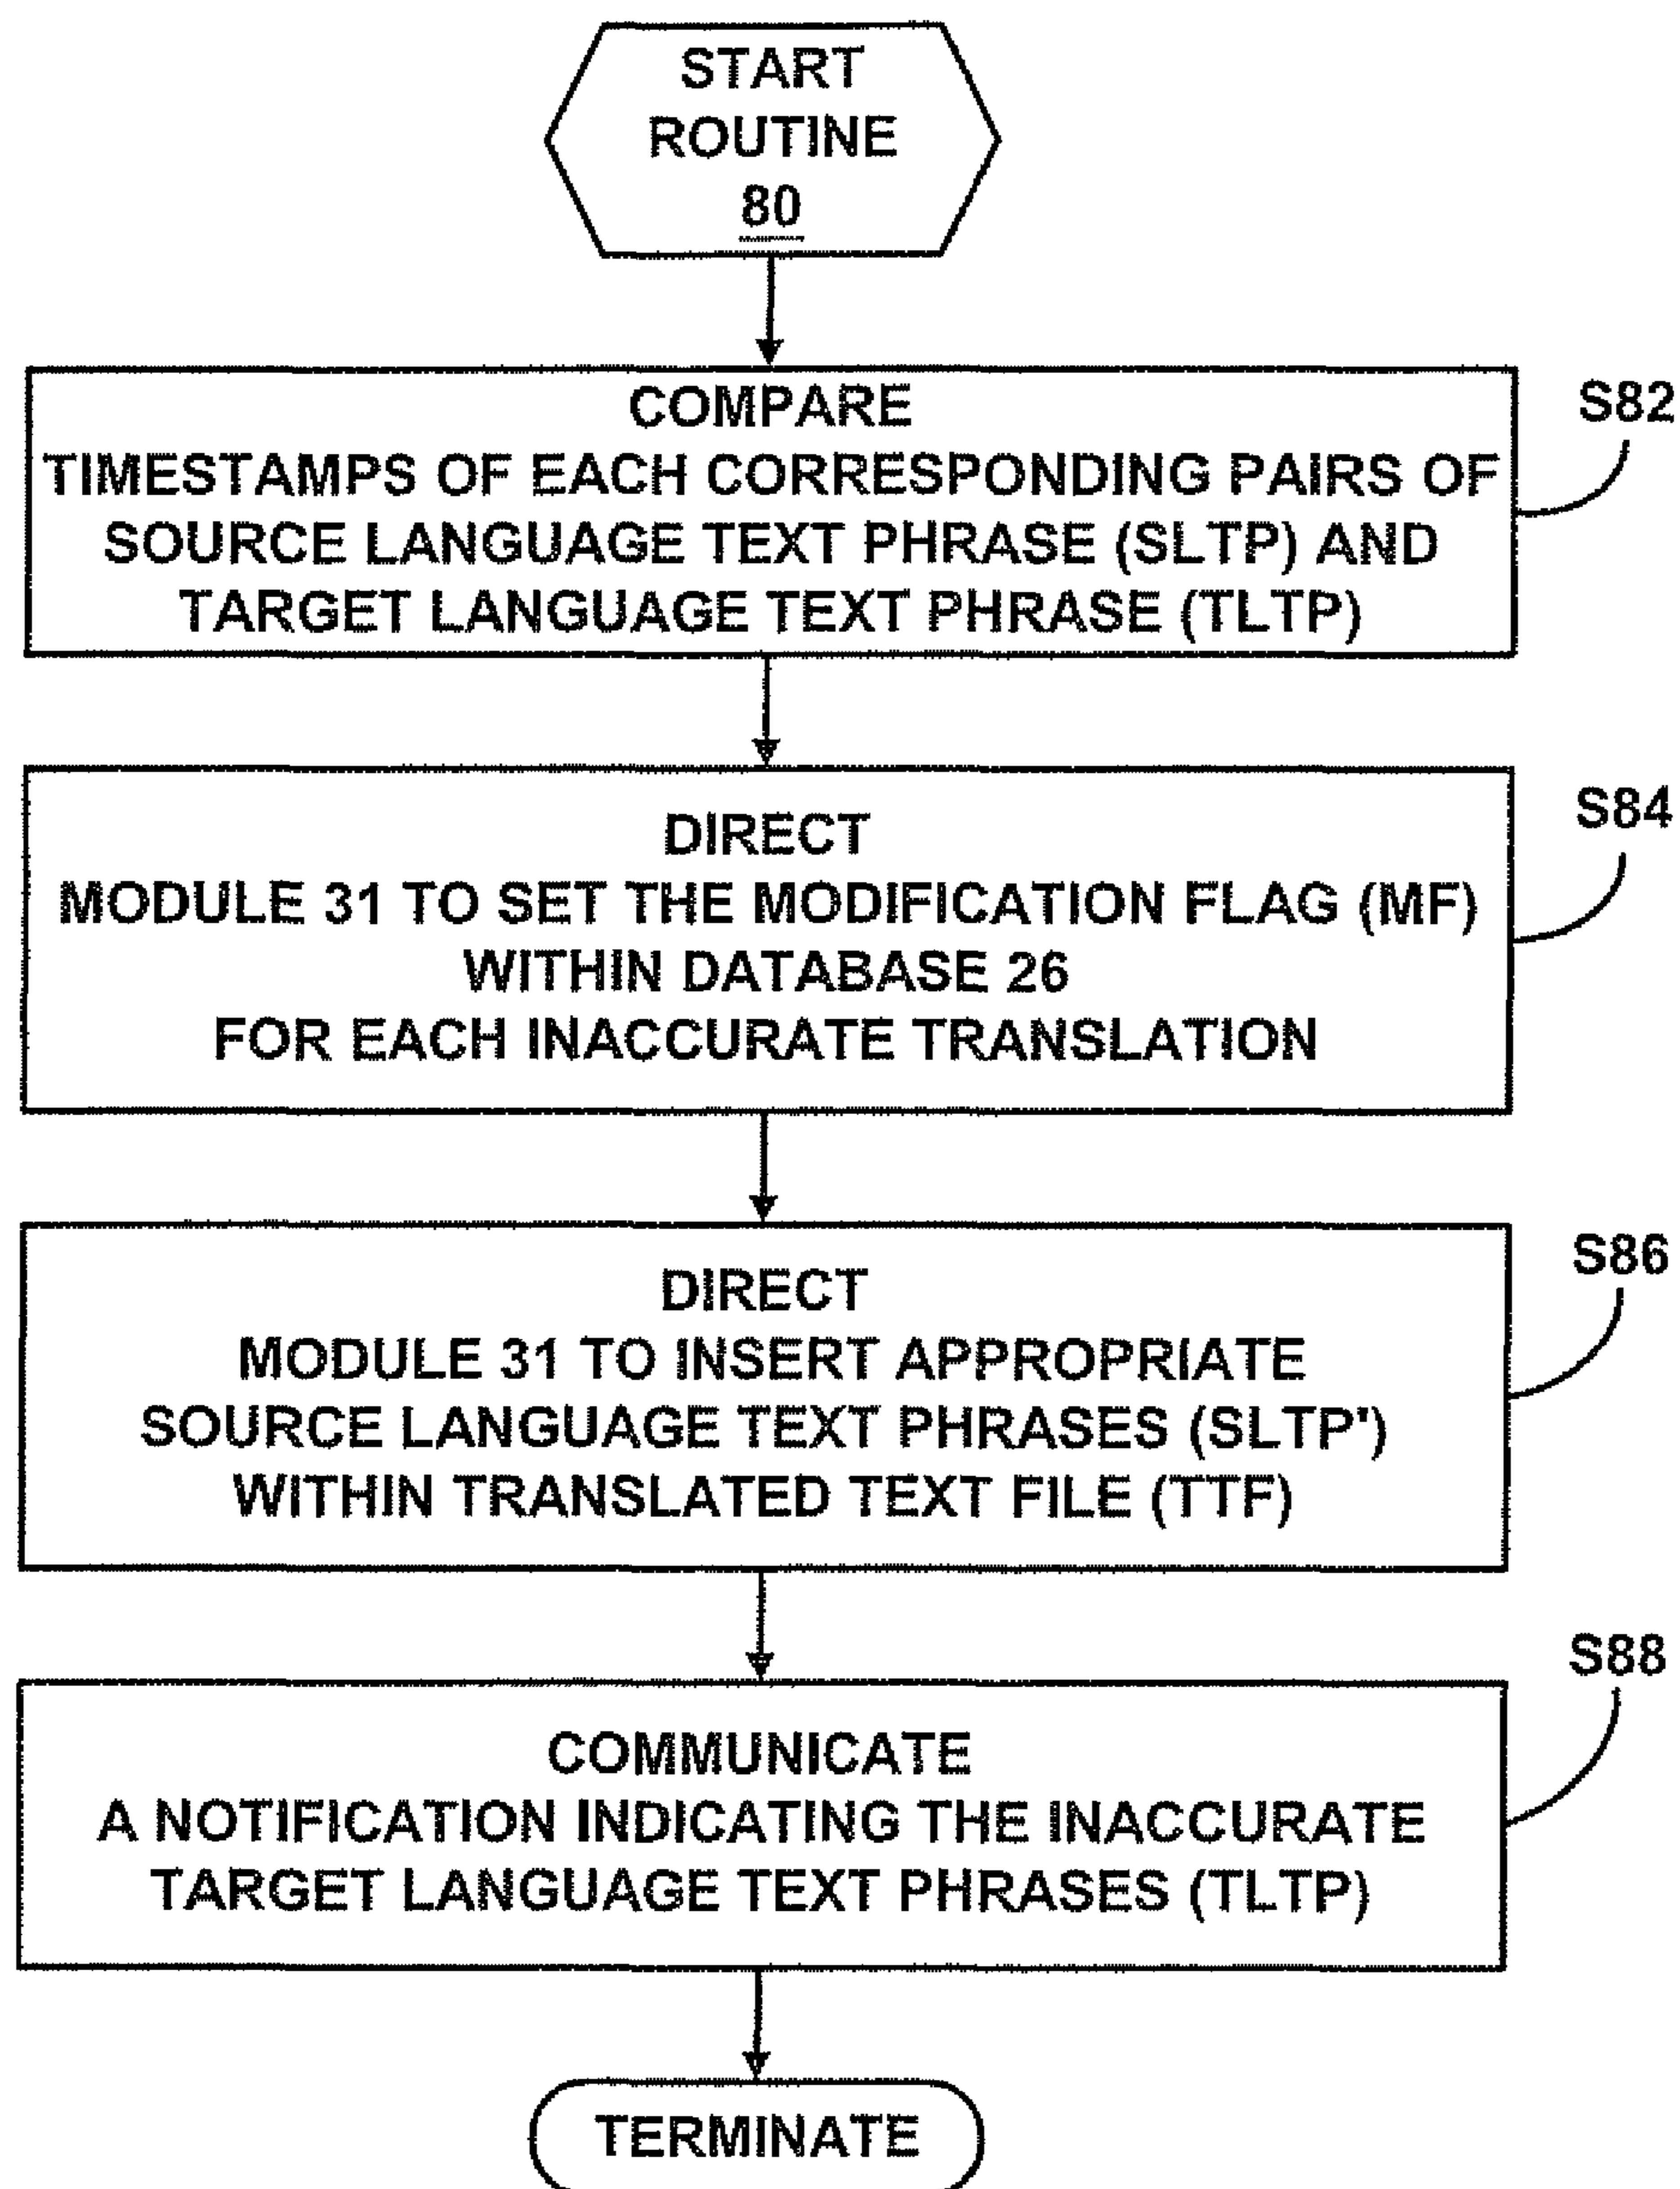 START
ROUTINE
80
COMPARE
TIMESTAMPS OF EACH CORRESPONDING PAIRS OF
SOURCE LANGUAGE TEXT PHRASE (SLTP) AND
TARGET LANGUAGE TEXT PHRASE (TLTP)
S82
DIRECT
MODULE 31 TO SET THE MODIFICATION FLAG (MF)
WITHIN DATABASE 26
FOR EACH INACCURATE TRANSLATION
S84
DIRECT
MODULE 31 TO INSERT APPROPRIATE
SOURCE LANGUAGE TEXT PHRASES (SLTP')
WITHIN TRANSLATED TEXT FILE (TTF)
S86
COMMUNICATE
A NOTIFICATION INDICATING THE INACCURATE
TARGET LANGUAGE TEXT PHRASES (TLTP)
S88
TERMINATE